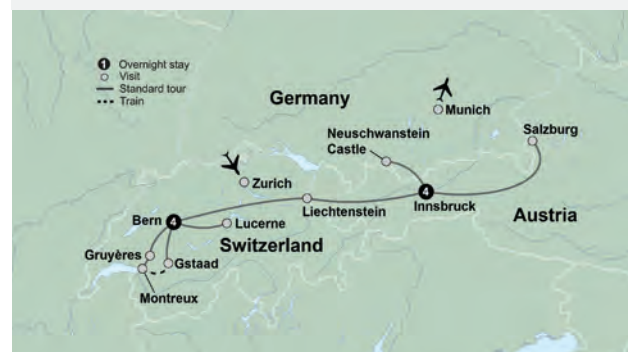 1 Overnight stay
Visit
Standard tour
Train
Germany
Munich
Salzburg
Neuschwanstein
Castle
Zurich
4
Innsbruck
Liechtenstein
Austria
Bern
4
Lucerne
Switzerland
Gruyères
Gstaad
Montreux